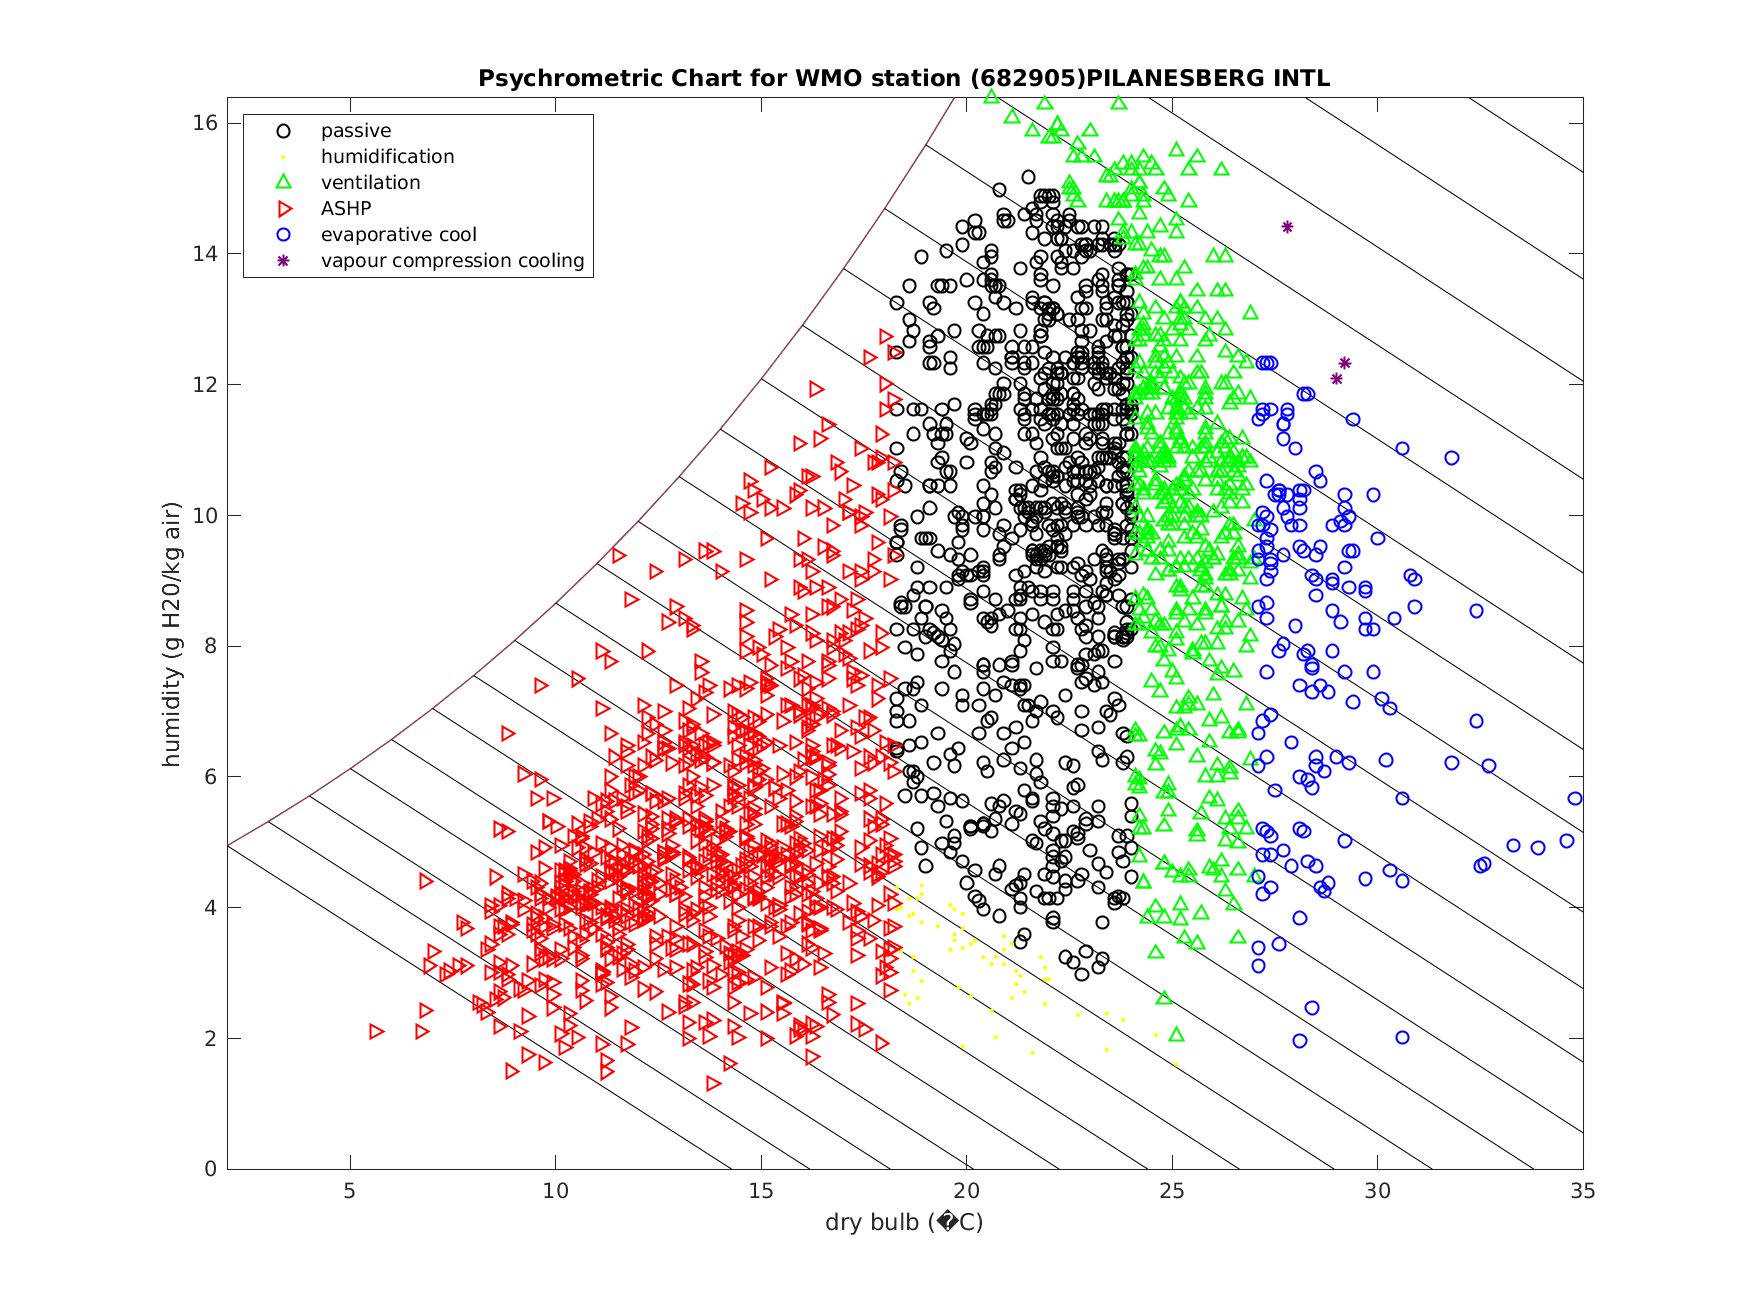 Psychrometric Chart for WMO station (682905)PILANESBERG INTL
passive
humidification
ventilation
ASHP
evaporative cool
vapour compression cooling
humidity (g H20/kg air)
16
14
12
10
8
6
4
2
0
5 10 15 20 25 30 35
dry bulb (�C)